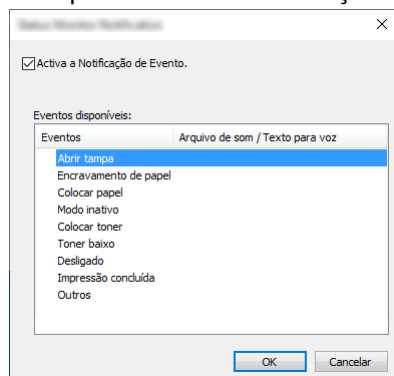 Activa a Notificação de Evento.
Eventos disponíveis:
Eventos Arquivo de som / Texto para voz
Abrir tampa
Encravamento de papel
Colocar papel
Modo inativo
Colocar toner
Toner baixo
Desligado
Impressão concluída
Outros
OK Cancelar